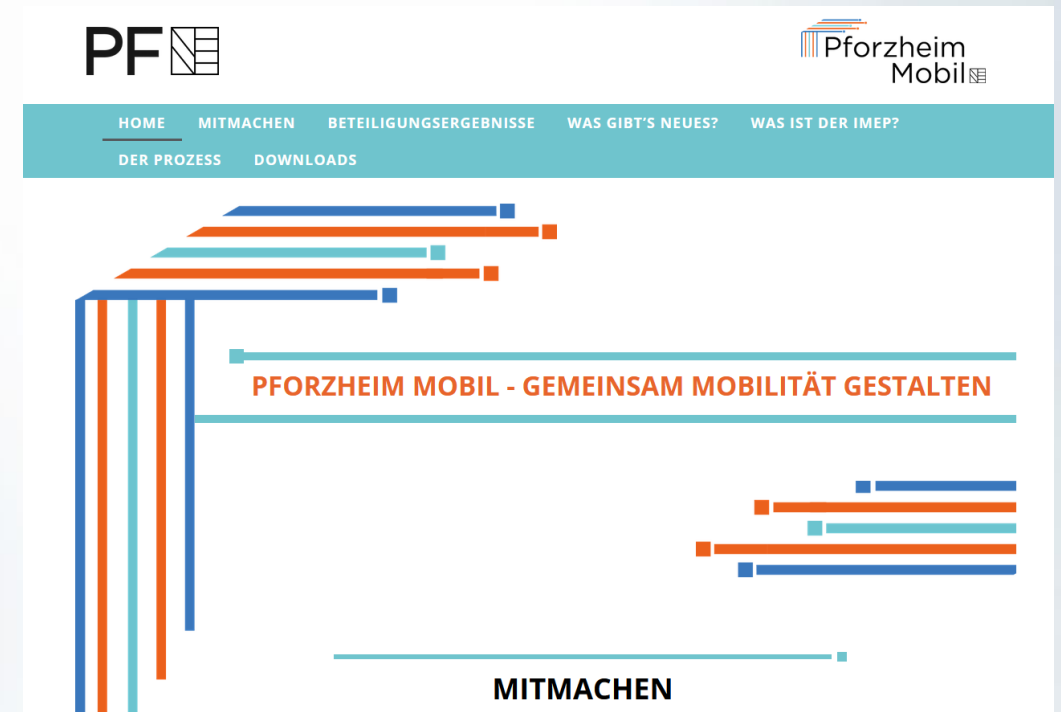 PF
Pforzheim
Mobil
HOME MITMACHEN BETEILIGUNGSERGEBNISSE WAS GIBT'S NEUES? WAS IST DER IMEP?
DER PROZESS DOWNLOADS
PFORZHEIM MOBIL - GEMEINSAM MOBILITÄT GESTALTEN
MITMACHEN